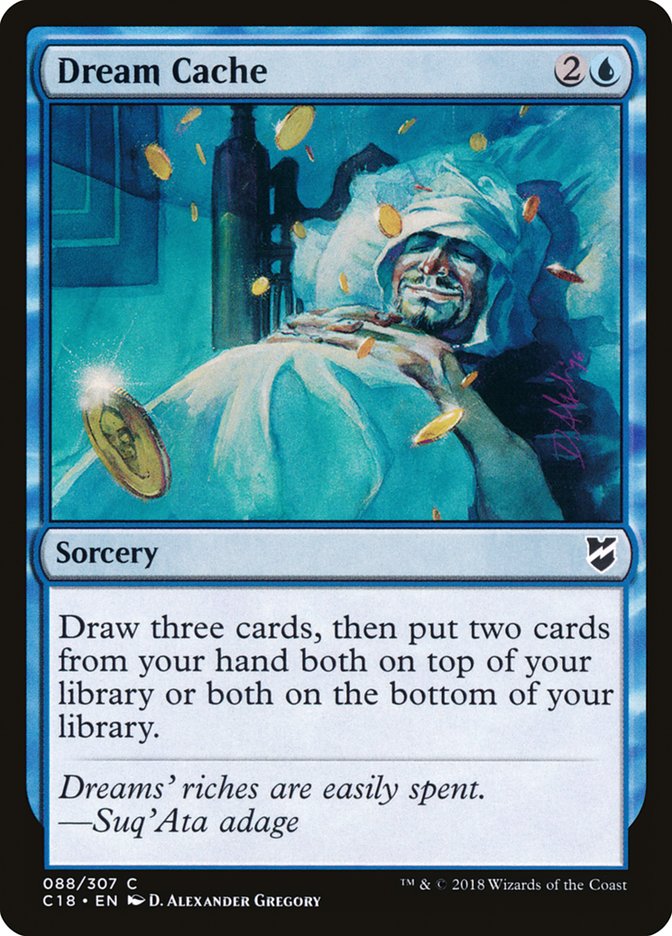 Dream Cache
2
Sorcery
Draw three cards, then put two cards
from your hand both on top of your
library or both on the bottom of your
library.
Dreams' riches are easily spent.
—Suq'Ata adage
088/307 C
C18 • EN D. Alexander Gregory
™ & © 2018 Wizards of the Coast